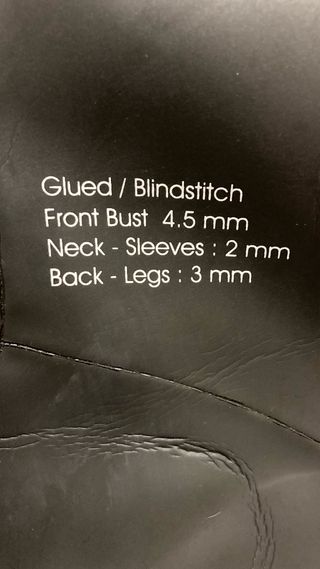 Glued / Blindstitch
Front Bust 4.5 mm
Neck - Sleeves : 2 mm
Back - Legs : 3 mm